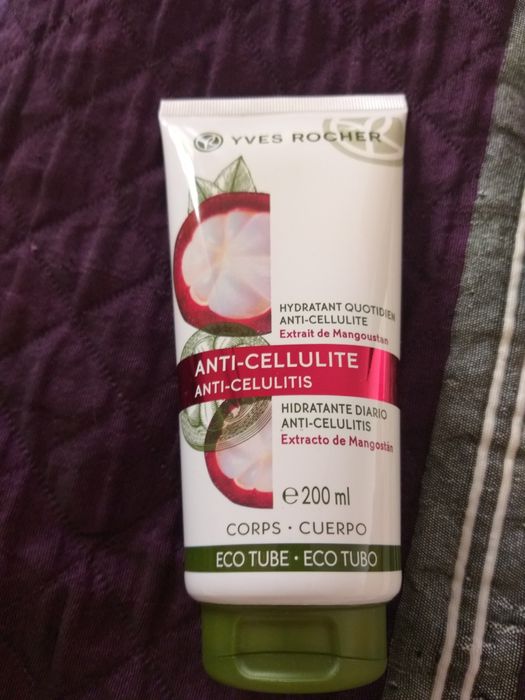 YVES ROCHER
HYDRATANT QUOTIDIEN
ANTI-CELLULITE
Extrait de Mangoustan
ANTI-CELLULITE
ANTI-CELULITIS
HIDRATANTE DIARIO
ANTI-CELULITIS
Extracto de Mangostán
℮200 ml
CORPS · CUERPO
ECO TUBE · ECO TUBO